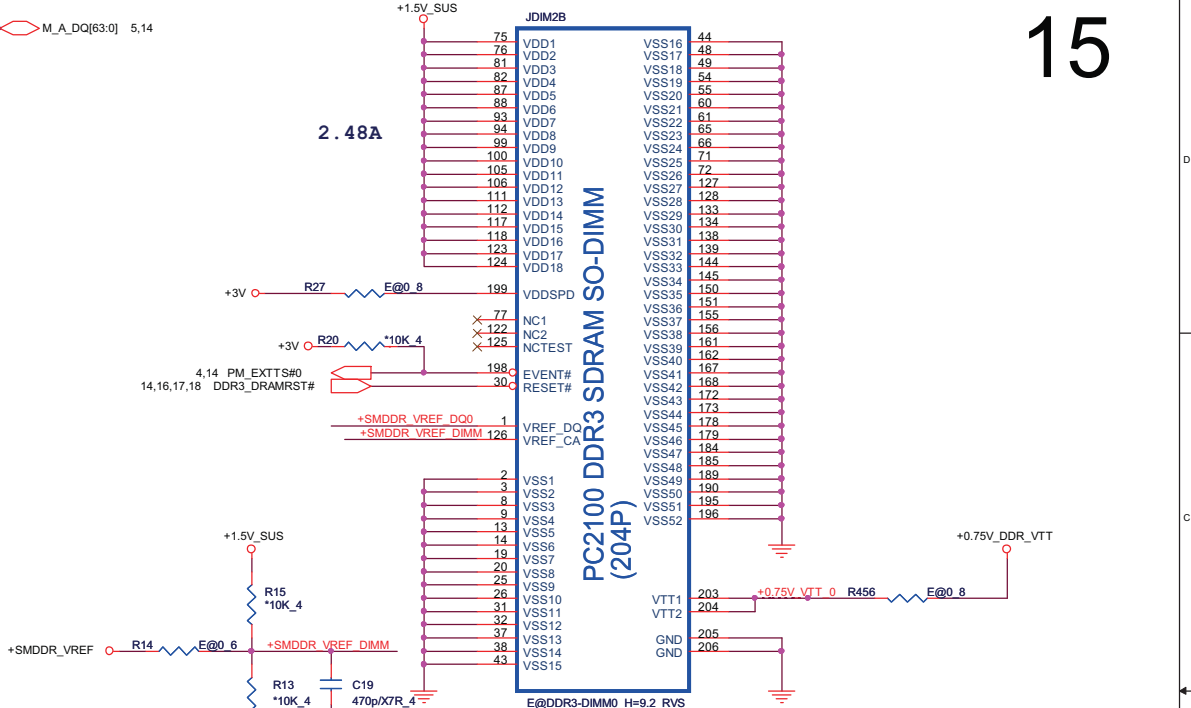 +1.5V_SUS
JDIM2B
15
M_A_DQ[63:0] 5,14
2.48A
75 VDD1 VSS16 44
76 VDD2 VSS17 48
81 VDD3 VSS18 49
82 VDD4 VSS19 54
87 VDD5 VSS20 55
88 VDD6 VSS21 60
93 VDD7 VSS22 61
94 VDD8 VSS23 65
99 VDD9 VSS24 66
100 VDD10 VSS25 71
105 VDD11 VSS26 72
106 VDD12 VSS27 127
111 VDD13 VSS28 128
112 VDD14 VSS29 133
117 VDD15 VSS30 134
118 VDD16 VSS31 138
123 VDD17 VSS32 139
124 VDD18 VSS33 144
VSS34 145
+3V R27 E@0_8 199 VDDSPD VSS35 150
VSS36 151
77 NC1 VSS37 155
122 NC2 VSS38 156
+3V R20 *10K_4 125 NCTEST VSS39 161
VSS40 162
4,14 PM_EXTTS#0 198 EVENT# VSS41 167
14,16,17,18 DDR3_DRAMRST# 30 RESET# VSS42 168
VSS43 172
VSS44 173
+SMDDR_VREF_DQ0 1 VREF_DQ VSS45 178
+SMDDR_VREF_DIMM 126 VREF_CA VSS46 179
VSS47 184
VSS48 185
2 VSS1 VSS49 189
3 VSS2 VSS50 190
8 VSS3 VSS51 195
9 VSS4 VSS52 196
13 VSS5
14 VSS6
19 VSS7
20 VSS8
25 VSS9
26 VSS10
31 VSS11
32 VSS12
37 VSS13
38 VSS14
43 VSS15
PC2100 DDR3 SDRAM SO-DIMM
(204P)
+0.75V_DDR_VTT
VTT1 203 +0.75V_VTT_0 R456 E@0_8
VTT2 204
GND 205
GND 206
+1.5V_SUS
R15
*10K_4
+SMDDR_VREF R14 E@0_6 +SMDDR_VREF_DIMM
R13
*10K_4
C19
470p/X7R_4
E@DDR3-DIMM0_H=9.2_RVS
D
C